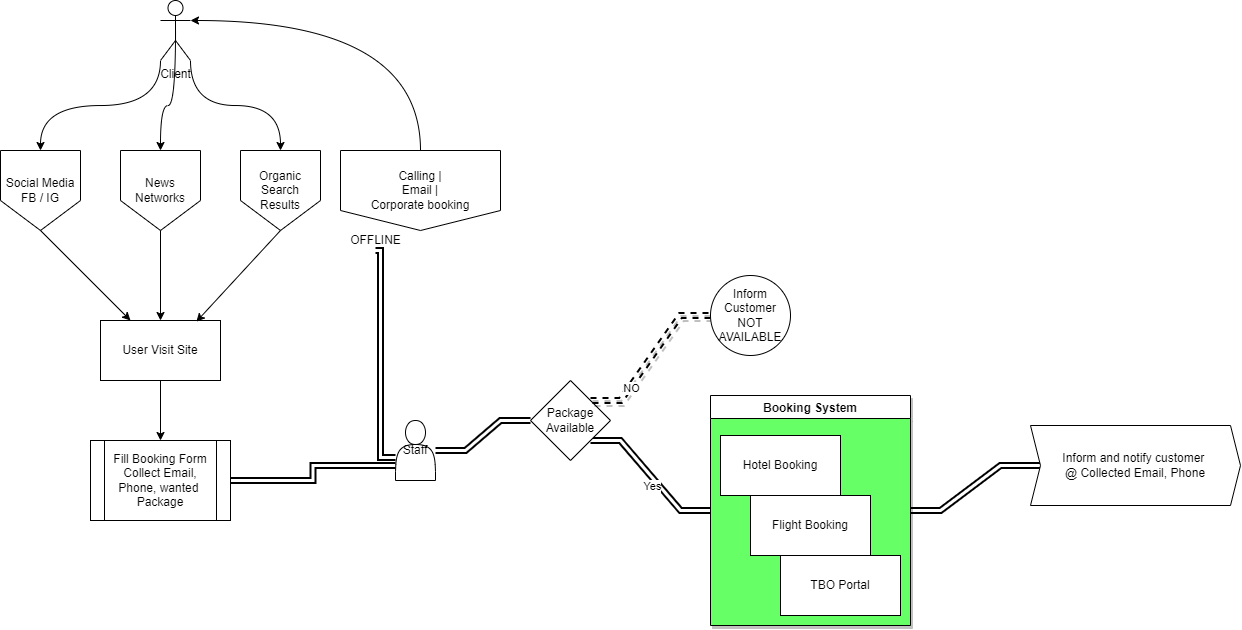 Client
Social Media
FB / IG
News
Networks
Organic
Search
Results
Calling |
Email |
Corporate booking
OFFLINE
User Visit Site
Fill Booking Form
Collect Email,
Phone, wanted
Package
Staff
Package
Available
NO
Inform
Customer
NOT
AVAILABLE
Yes
Booking System
Hotel Booking
Flight Booking
TBO Portal
Inform and notify customer
@ Collected Email, Phone